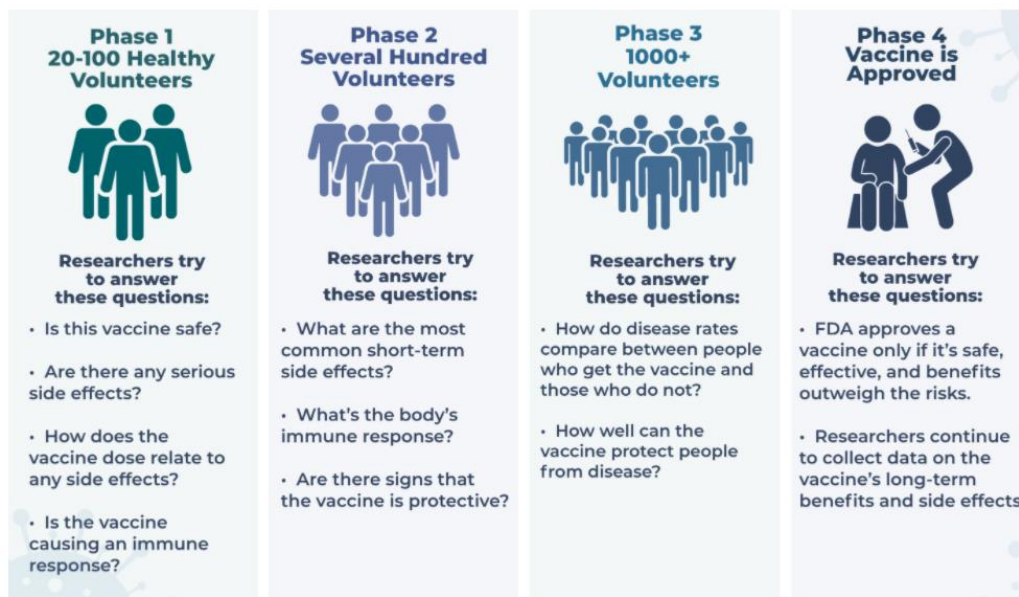 Phase 1
20-100 Healthy
Volunteers
Researchers try
to answer
these questions:
• Is this vaccine safe?
• Are there any serious
side effects?
• How does the
vaccine dose relate to
any side effects?
• Is the vaccine
causing an immune
response?
Phase 2
Several Hundred
Volunteers
Researchers try
to answer
these questions:
• What are the most
common short-term
side effects?
• What's the body's
immune response?
• Are there signs that
the vaccine is protective?
Phase 3
1000+
Volunteers
Researchers try
to answer
these questions:
• How do disease rates
compare between people
who get the vaccine and
those who do not?
• How well can the
vaccine protect people
from disease?
Phase 4
Vaccine is
Approved
Researchers try
to answer
these questions:
• FDA approves a
vaccine only if it's safe,
effective, and benefits
outweigh the risks.
• Researchers continue
to collect data on the
vaccine's long-term
benefits and side effects